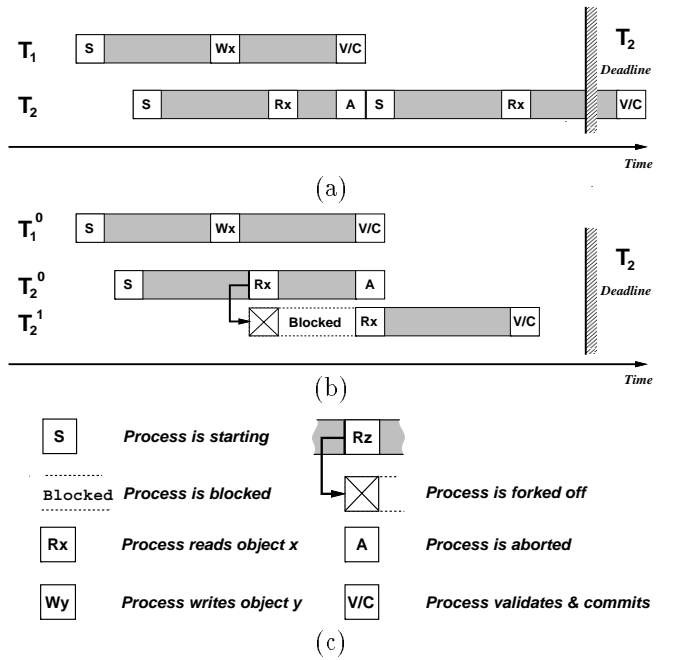 T1 S Wx V/C T2
Deadline
T2 S Rx A S Rx V/C
Time
(a)
T1^0 S Wx V/C
T2^0 S Rx A T2
Deadline
T2^1 Blocked Rx V/C
Time
(b)
S Process is starting Rz
Blocked Process is blocked Process is forked off
Rx Process reads object x A Process is aborted
Wy Process writes object y V/C Process validates & commits
(c)